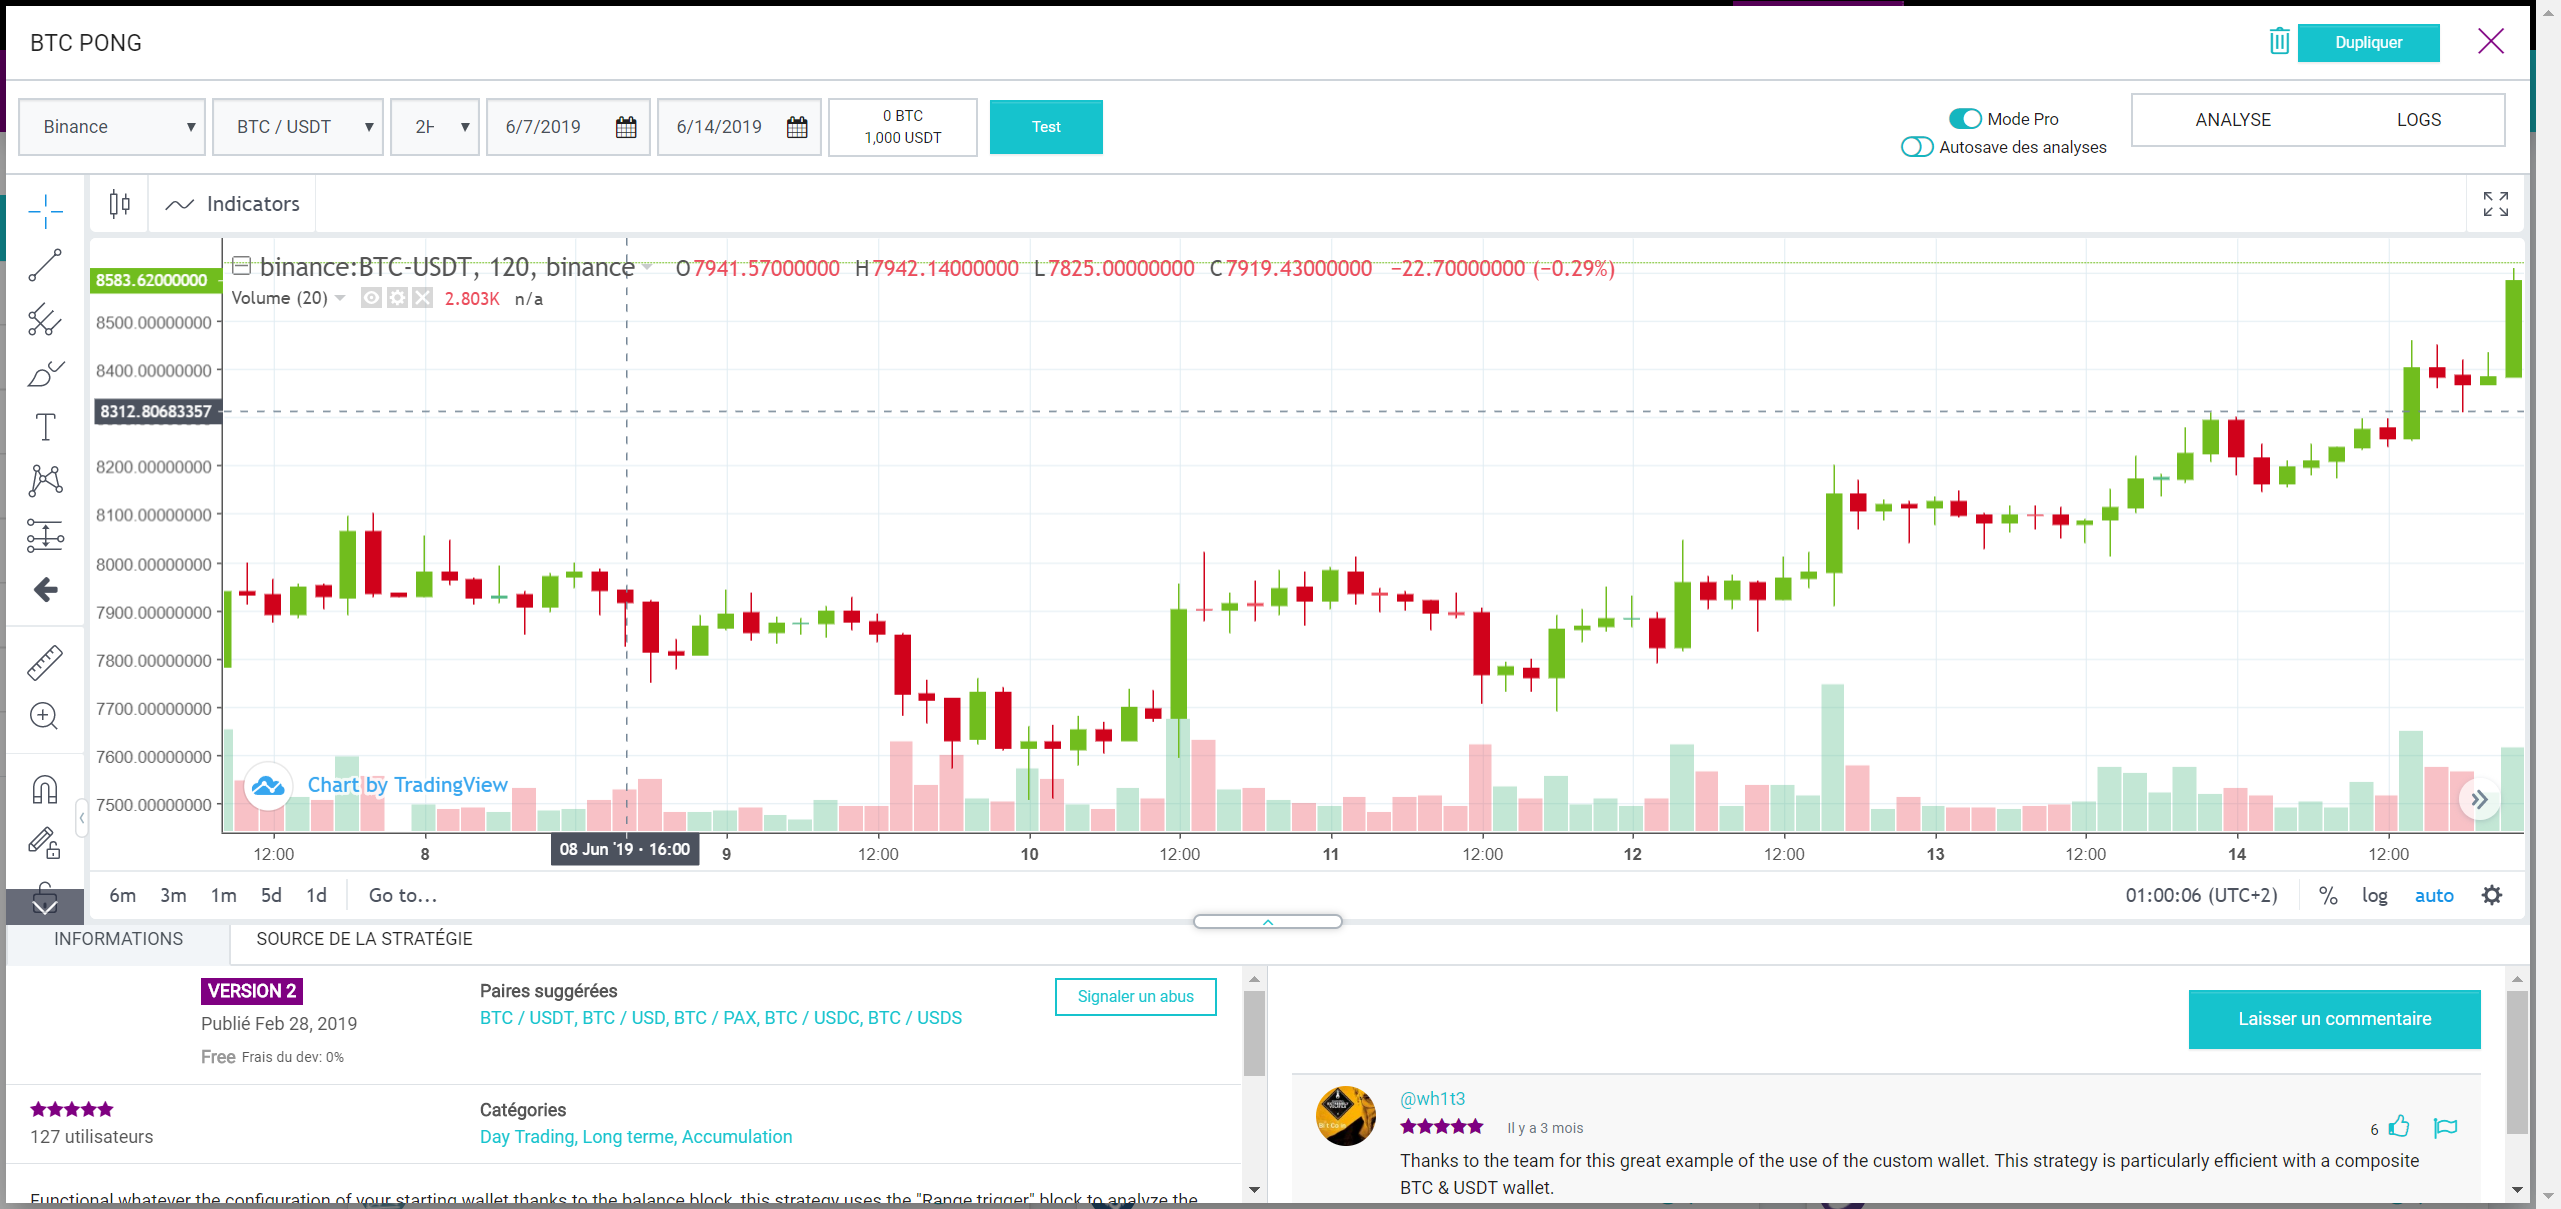 BTC PONG
Dupliquer
Binance
BTC / USDT
6/7/2019
6/14/2019
0 BTC
1,000 USDT
Test
Mode Pro
Autosave des analyses
ANALYSE
LOGS
Indicators
binance:BTC-USDT, 120, binance O7941.57000000 H7942.14000000 L7825.00000000 C7919.43000000 −22.70000000 (−0.29%)
Volume (20) 2.803K n/a
8583.62000000
8500.00000000
8400.00000000
8312.80683357
8200.00000000
8100.00000000
8000.00000000
7900.00000000
7800.00000000
7700.00000000
7600.00000000
7500.00000000
Chart by TradingView
12:00 8 08 Jun '19 · 16:00 9 12:00 10 12:00 11 12:00 12 12:00 13 12:00 14 12:00
6m 3m 1m 5d 1d Go to...
01:00:06 (UTC+2) % log auto
INFORMATIONS
SOURCE DE LA STRATÉGIE
VERSION 2
Publié Feb 28, 2019
Free Frais du dev: 0%
Paires suggérées
BTC / USDT, BTC / USD, BTC / PAX, BTC / USDC, BTC / USDS
Signaler un abus
127 utilisateurs
Catégories
Day Trading, Long terme, Accumulation
Functional whatever the configuration of your starting wallet thanks to the balance block, this strategy uses the "Range trigger" block to analyze the
Laisser un commentaire
@wh1t3
Il y a 3 mois
6
Thanks to the team for this great example of the use of the custom wallet. This strategy is particularly efficient with a composite
BTC & USDT wallet.